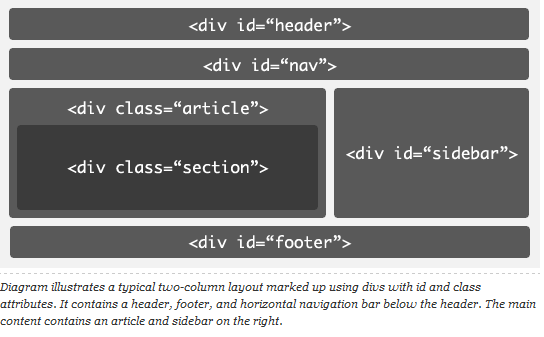 <div id=“header”>
<div id=“nav”>
<div class=“article”>
<div class=“section”>
<div id=“sidebar”>
<div id=“footer”>
Diagram illustrates a typical two-column layout marked up using divs with id and class
attributes. It contains a header, footer, and horizontal navigation bar below the header. The main
content contains an article and sidebar on the right.